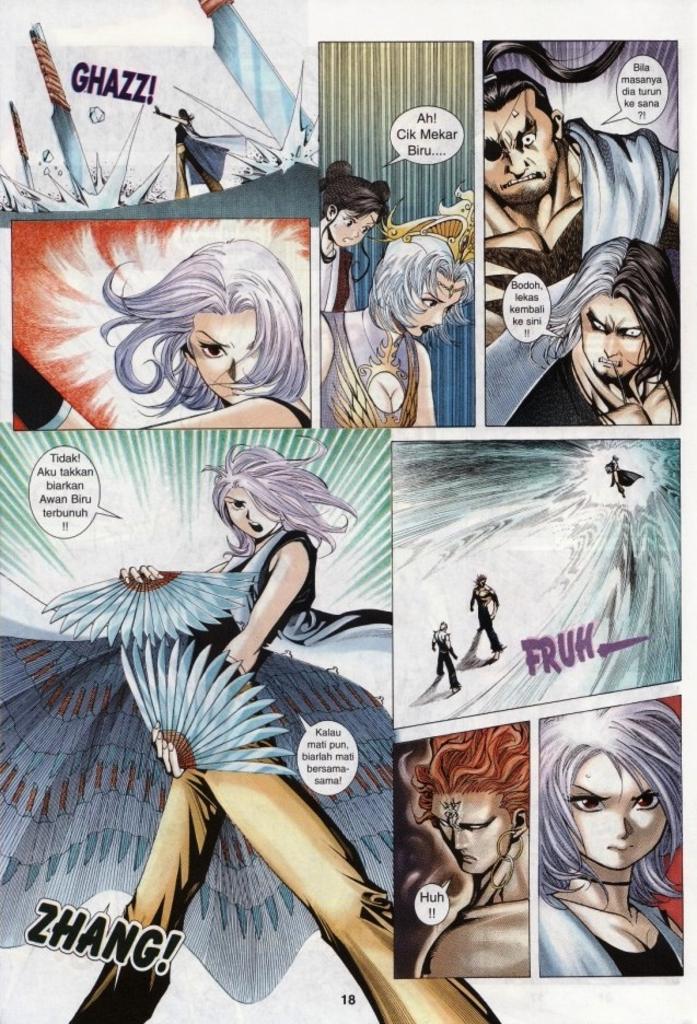 GHAZZ!
Ah!
Cik Mekar
Biru....
Bila
masanya
dia turun
ke sana
?!
Bodoh,
lekas
kembali
ke sini
!!
Tidak!
Aku takkan
biarkan
Awan Biru
terbunuh
!!
Kalau
mati pun,
biarlah mati
bersama-
sama!
ZHANG!
FRUH
Huh
!!
18